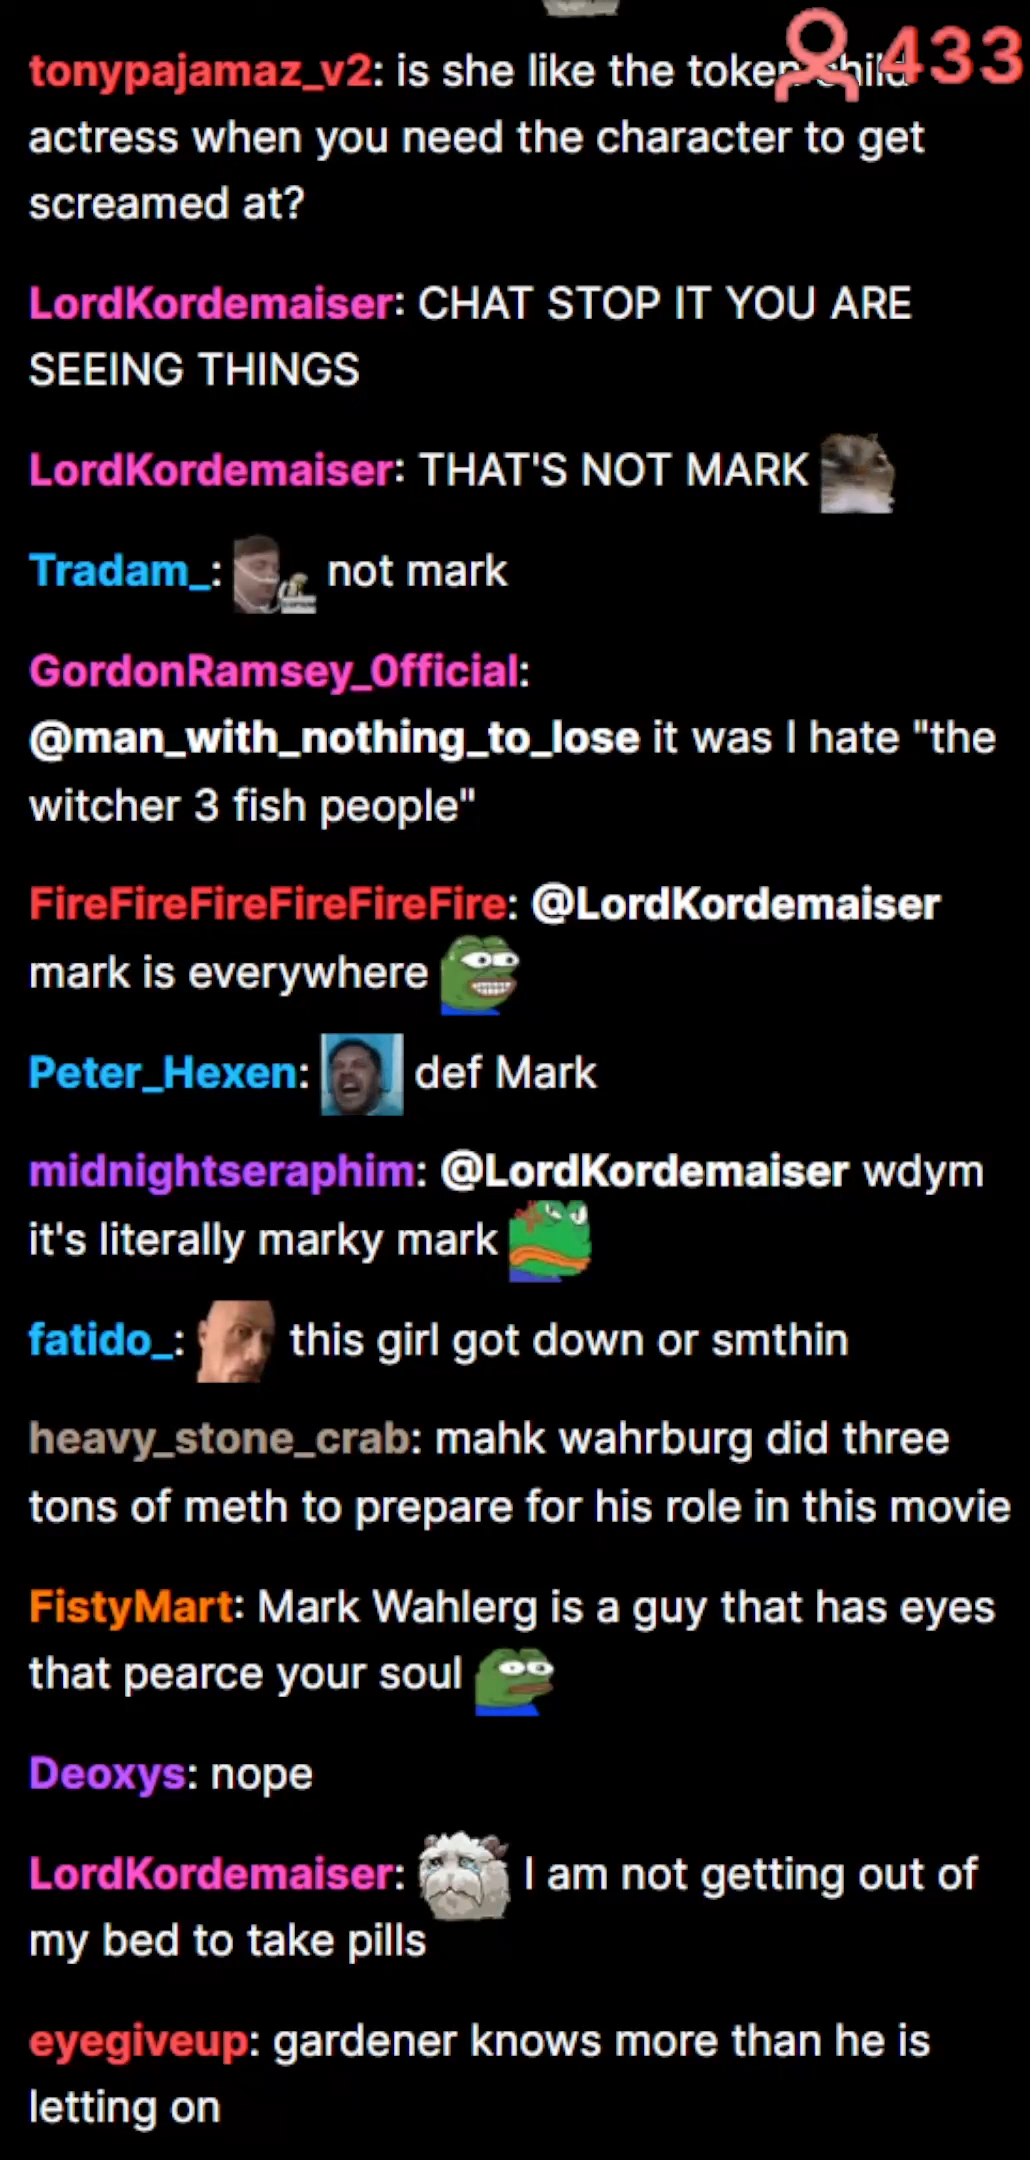 tonypajamaz_v2: is she like the token child 433
actress when you need the character to get
screamed at?
LordKordemaiser: CHAT STOP IT YOU ARE
SEEING THINGS
LordKordemaiser: THAT'S NOT MARK
Tradam_: not mark
GordonRamsey_0fficial:
@man_with_nothing_to_lose it was I hate "the
witcher 3 fish people"
FireFireFireFireFireFire: @LordKordemaiser
mark is everywhere
Peter_Hexen: def Mark
midnightseraphim: @LordKordemaiser wdym
it's literally marky mark
fatido_: this girl got down or smthin
heavy_stone_crab: mahk wahrburg did three
tons of meth to prepare for his role in this movie
FistyMart: Mark Wahlerg is a guy that has eyes
that pearce your soul
Deoxys: nope
LordKordemaiser: I am not getting out of
my bed to take pills
eyegiveup: gardener knows more than he is
letting on